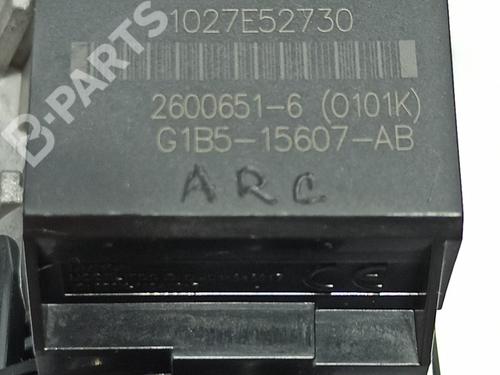 1027E52730
2600651-6 (0101K)
G1B5-15607-AB
ARC
CE
B-PARTS